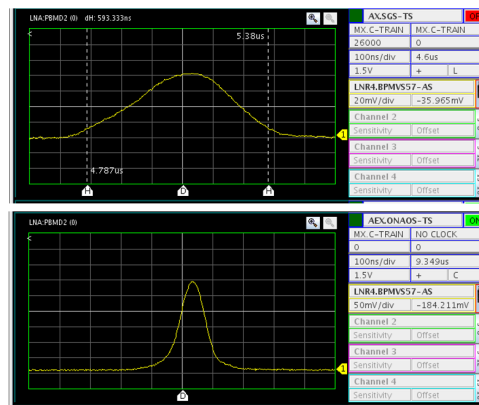 LNA:PBMD2 (0) dH: 593.333ns
5.38us
4.787us
H D H
1
AX.SGS-TS
MX.C-TRAIN MX.C-TRAIN
26000 0
100ns/div 4.6us
1.5V + L
LNR4.BPMVS57-AS
20mV/div -35.965mV
Channel 2
Sensitivity Offset
Channel 3
Sensitivity Offset
Channel 4
Sensitivity Offset
LNA:PBMD2 (0)
D
1
AEX.ONAOS-TS
MX.C-TRAIN NO CLOCK
0 0
100ns/div 9.349us
1.5V + C
LNR4.BPMVS57-AS
50mV/div -184.211mV
Channel 2
Sensitivity Offset
Channel 3
Sensitivity Offset
Channel 4
Sensitivity Offset